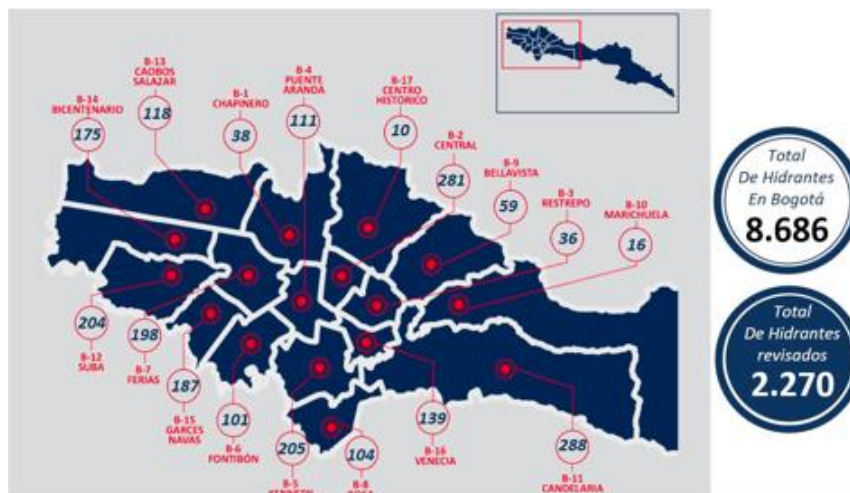 B-13
CAOBOS
SALAZAR
118
B-14
BICENTENARIO
175
B-1
CHAPINERO
38
B-4
PUENTE
ARANDA
111
B-17
CENTRO
HISTORICO
10
B-2
CENTRAL
281
B-9
BELLAVISTA
59
B-3
RESTREPO
36
B-10
MARICHUELA
16
Total
De Hidrantes
En Bogotá
8.686
Total
De Hidrantes
revisados
2.270
204
B-12
SUBA
198
B-7
FERIAS
187
B-15
GARCES
NAVAS
101
B-6
FONTIBÓN
205
B-5
104
B-8
139
B-16
VENECIA
288
B-11
CANDELARIA